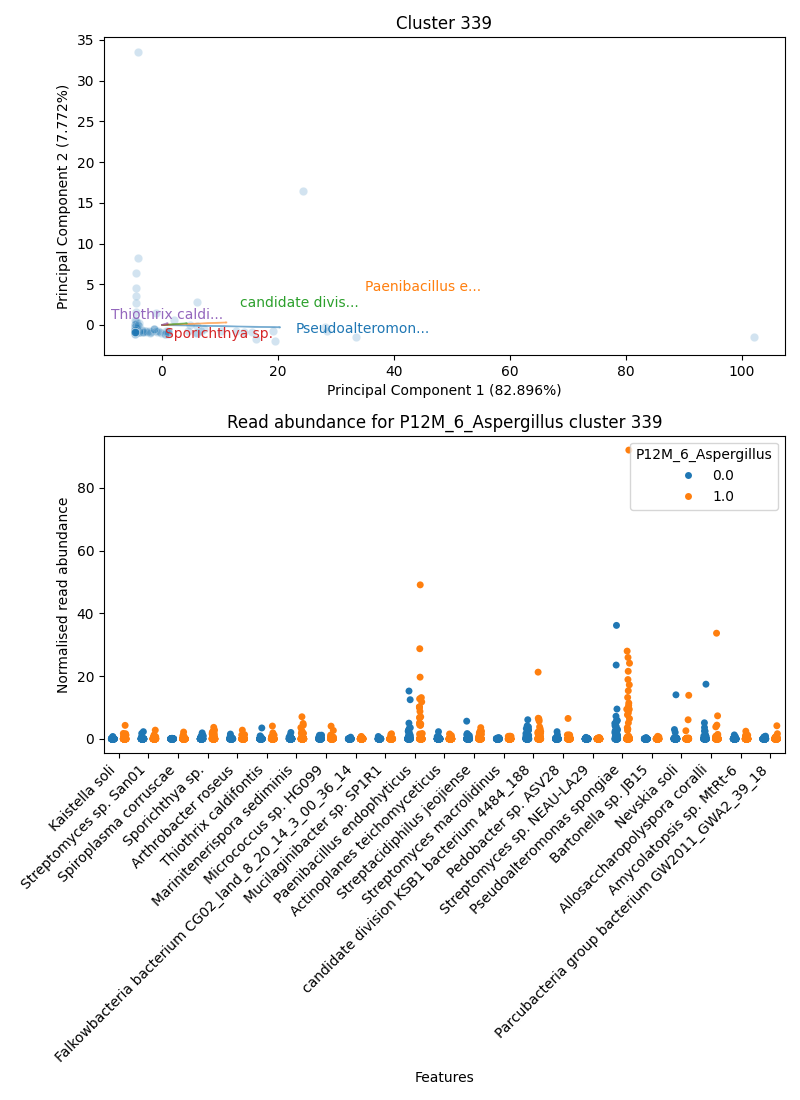 Cluster 339
35
30
25
20
15
10
5
0
Principal Component 2 (7.772%)
Paenibacillus e...
candidate divis...
Thiothrix caldi...
Pseudoalteromon...
Sporichthya sp.
0
20
40
60
80
100
Principal Component 1 (82.896%)
Read abundance for P12M_6_Aspergillus cluster 339
P12M_6_Aspergillus
0.0
1.0
80
60
40
20
0
Normalised read abundance
Kaistella soli
Streptomyces sp. San01
Spiroplasma corruscae
Sporichthya sp.
Arthrobacter roseus
Thiothrix caldifontis
Marinitenerispora sediminis
Micrococcus sp. HG099
Falkowbacteria bacterium CG02_land_8_20_14_3_00_36_14
Mucilaginibacter sp. SP1R1
Paenibacillus endophyticus
Actinoplanes teichomyceticus
Streptacidiphilus jeojiense
Streptomyces macrolidinus
candidate division KSB1 bacterium 4484_188
Pedobacter sp. ASV28
Streptomyces sp. NEAU-LA29
Pseudoalteromonas spongiae
Bartonella sp. JB15
Nevskia soli
Allosaccharopolyspora coralli
Amycolatopsis sp. MtRt-6
Parcubacteria group bacterium GW2011_GWA2_39_18
Features